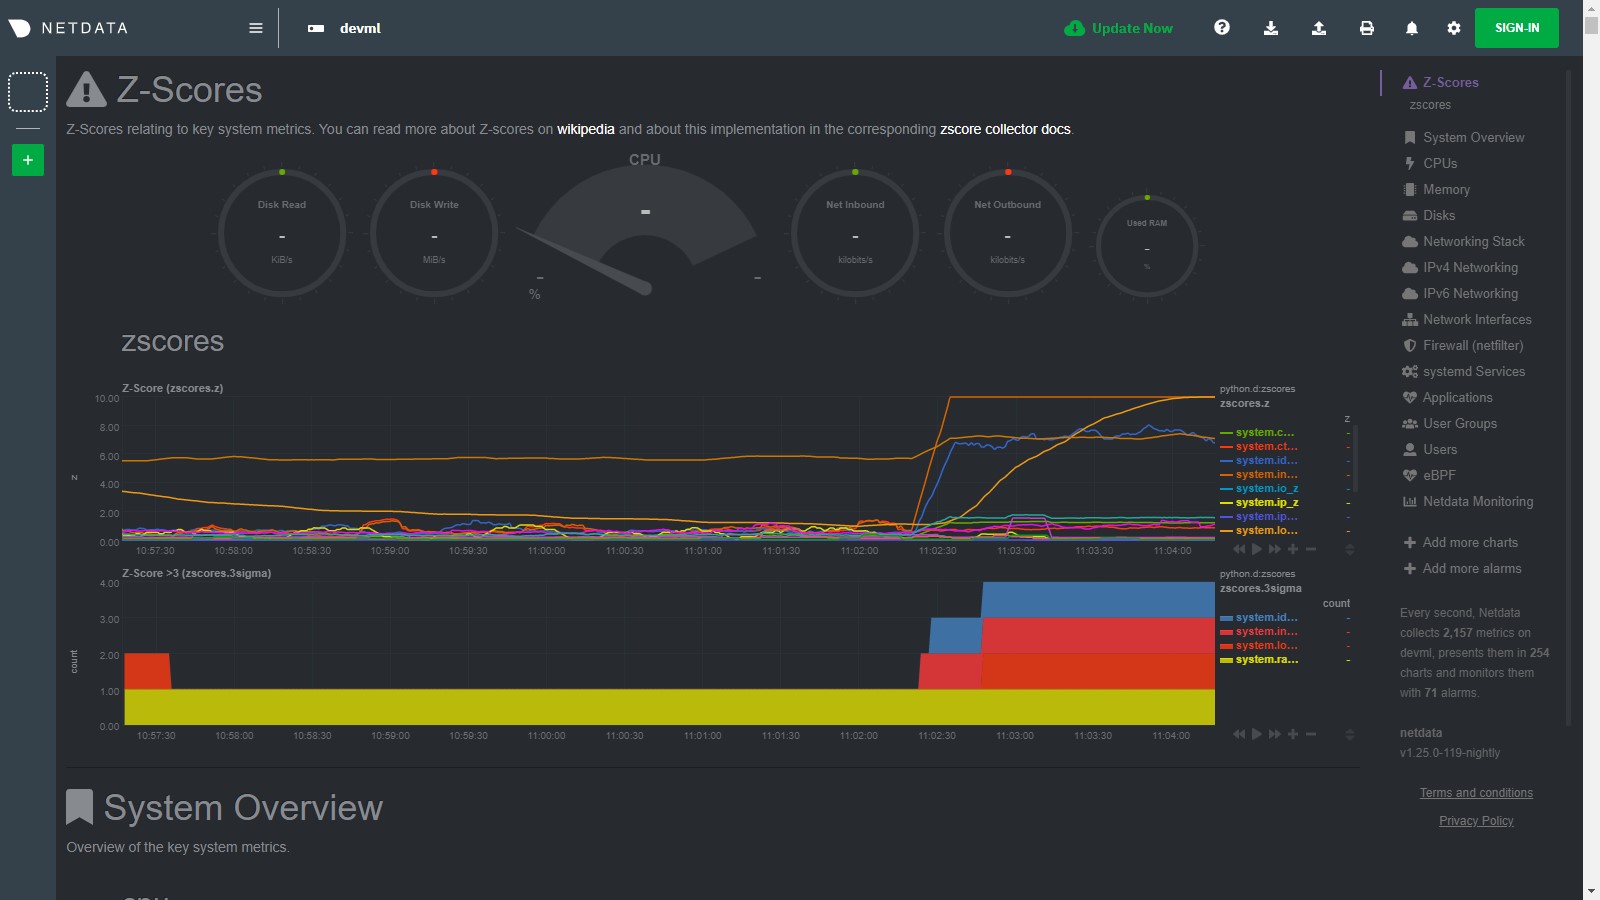 NETDATA
devml
Update Now
SIGN-IN
+
Z-Scores
Z-Scores relating to key system metrics. You can read more about Z-scores on wikipedia and about this implementation in the corresponding zscore collector docs.
Disk Read
-
KiB/s
Disk Write
-
MiB/s
CPU
-
-
-
%
Net Inbound
-
kilobits/s
Net Outbound
-
kilobits/s
Used RAM
-
%
zscores
Z-Score (zscores.z)
10.00
8.00
6.00
4.00
2.00
0.00
z
10:57:30 10:58:00 10:58:30 10:59:00 10:59:30 11:00:00 11:00:30 11:01:00 11:01:30 11:02:00 11:02:30 11:03:00 11:03:30 11:04:00
python.d:zscores
zscores.z
z
system.c... -
system.ct... -
system.id... -
system.in... -
system.io_z -
system.ip_z -
system.ip... -
system.lo... -
Z-Score >3 (zscores.3sigma)
4.00
3.00
2.00
1.00
0.00
count
10:57:30 10:58:00 10:58:30 10:59:00 10:59:30 11:00:00 11:00:30 11:01:00 11:01:30 11:02:00 11:02:30 11:03:00 11:03:30 11:04:00
python.d:zscores
zscores.3sigma
count
system.id... -
system.in... -
system.lo... -
system.ra... -
System Overview
Overview of the key system metrics.
Z-Scores
zscores
System Overview
CPUs
Memory
Disks
Networking Stack
IPv4 Networking
IPv6 Networking
Network Interfaces
Firewall (netfilter)
systemd Services
Applications
User Groups
Users
eBPF
Netdata Monitoring
Add more charts
Add more alarms
Every second, Netdata
collects 2,157 metrics on
devml, presents them in 254
charts and monitors them
with 71 alarms.
netdata
v1.25.0-119-nightly
Terms and conditions
Privacy Policy